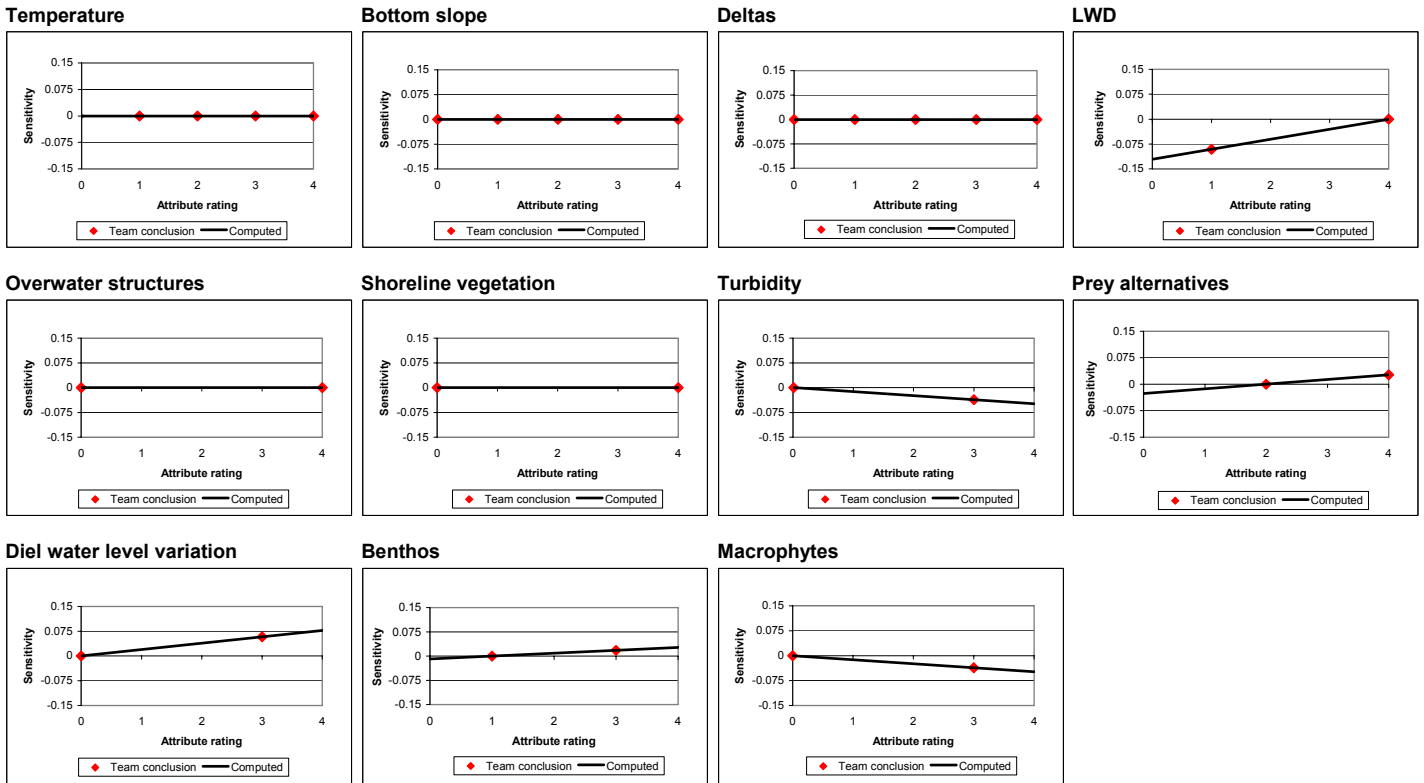 Temperature
0.15
0.075
0
-0.075
-0.15
Sensitivity
0 1 2 3 4
Attribute rating
Team conclusion Computed
Bottom slope
0.15
0.075
0
-0.075
-0.15
Sensitivity
0 1 2 3 4
Attribute rating
Team conclusion Computed
Deltas
0.15
0.075
0
-0.075
-0.15
Sensitivity
0 1 2 3 4
Attribute rating
Team conclusion Computed
LWD
0.15
0.075
0
-0.075
-0.15
Sensitivity
0 1 2 3 4
Attribute rating
Team conclusion Computed
Overwater structures
0.15
0.075
0
-0.075
-0.15
Sensitivity
0 1 2 3 4
Attribute rating
Team conclusion Computed
Shoreline vegetation
0.15
0.075
0
-0.075
-0.15
Sensitivity
0 1 2 3 4
Attribute rating
Team conclusion Computed
Turbidity
0.15
0.075
0
-0.075
-0.15
Sensitivity
0 1 2 3 4
Attribute rating
Team conclusion Computed
Prey alternatives
0.15
0.075
0
-0.075
-0.15
Sensitivity
0 1 2 3 4
Attribute rating
Team conclusion Computed
Diel water level variation
0.15
0.075
0
-0.075
-0.15
Sensitivity
0 1 2 3 4
Attribute rating
Team conclusion Computed
Benthos
0.15
0.075
0
-0.075
-0.15
Sensitivity
0 1 2 3 4
Attribute rating
Team conclusion Computed
Macrophytes
0.15
0.075
0
-0.075
-0.15
Sensitivity
0 1 2 3 4
Attribute rating
Team conclusion Computed